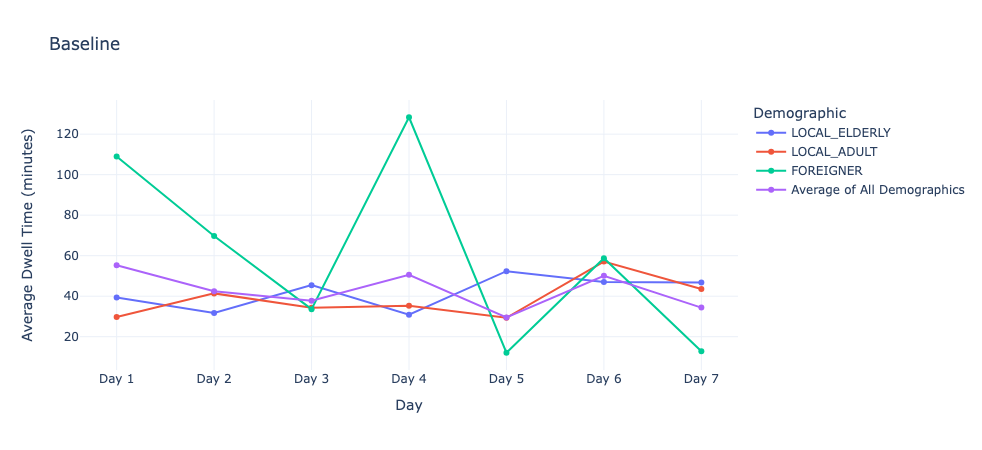 Baseline
Average Dwell Time (minutes)
120
100
80
60
40
20
Day 1 Day 2 Day 3 Day 4 Day 5 Day 6 Day 7
Day
Demographic
LOCAL_ELDERLY
LOCAL_ADULT
FOREIGNER
Average of All Demographics